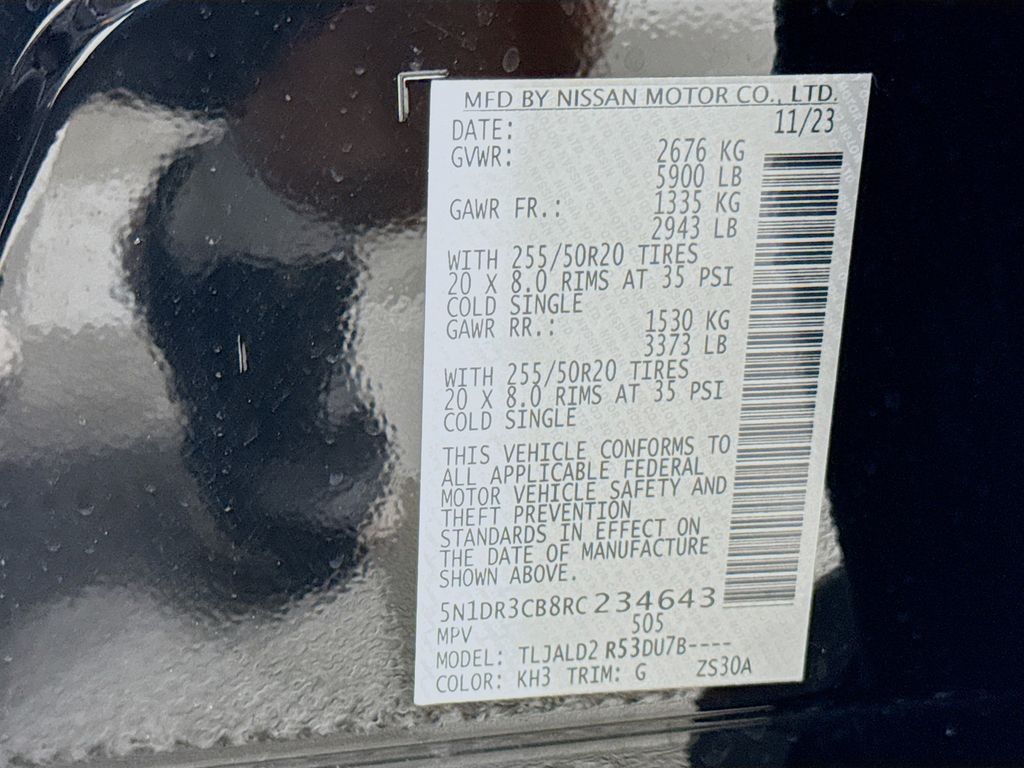 MFD BY NISSAN MOTOR CO., LTD.
DATE: 11/23
GVWR: 2676 KG
5900 LB
GAWR FR.: 1335 KG
2943 LB
WITH 255/50R20 TIRES
20 X 8.0 RIMS AT 35 PSI
COLD SINGLE
GAWR RR.: 1530 KG
3373 LB
WITH 255/50R20 TIRES
20 X 8.0 RIMS AT 35 PSI
COLD SINGLE
THIS VEHICLE CONFORMS TO
ALL APPLICABLE FEDERAL
MOTOR VEHICLE SAFETY AND
THEFT PREVENTION
STANDARDS IN EFFECT ON
THE DATE OF MANUFACTURE
SHOWN ABOVE.
5N1DR3CB8RC234643
MPV 505
MODEL: TLJALD2 R53DU7B----
COLOR: KH3 TRIM: G ZS30A